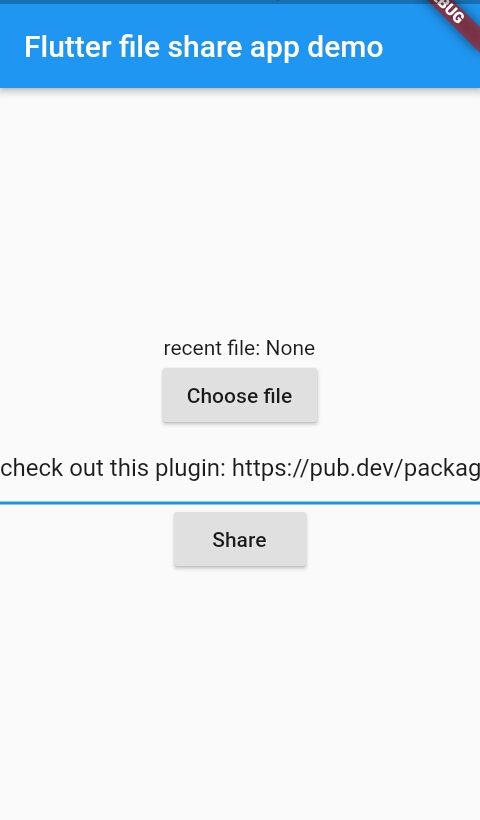 Flutter file share app demo
BUG
recent file: None
Choose file
check out this plugin: https://pub.dev/packag
Share